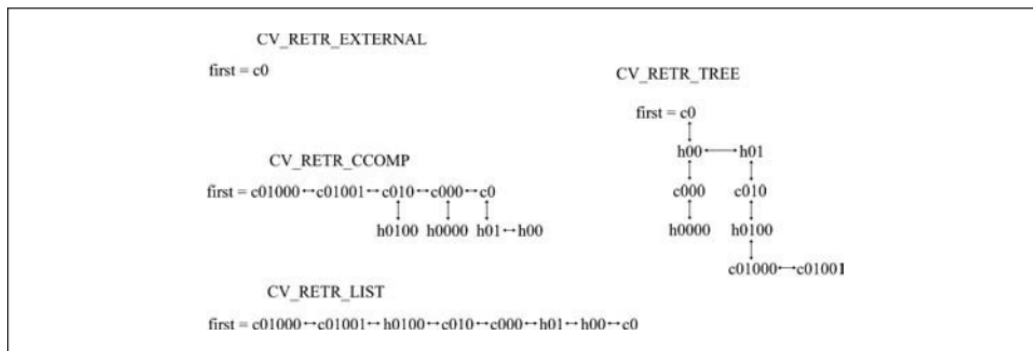 CV_RETR_EXTERNAL
first = c0
CV_RETR_CCOMP
first = c01000↔c01001↔c010↔c000↔c0
h0100 h0000 h01↔h00
CV_RETR_LIST
first = c01000↔c01001↔h0100↔c010↔c000↔h01↔h00↔c0
CV_RETR_TREE
first = c0
h00↔h01
c000 c010
h0000 h0100
c01000↔c01001